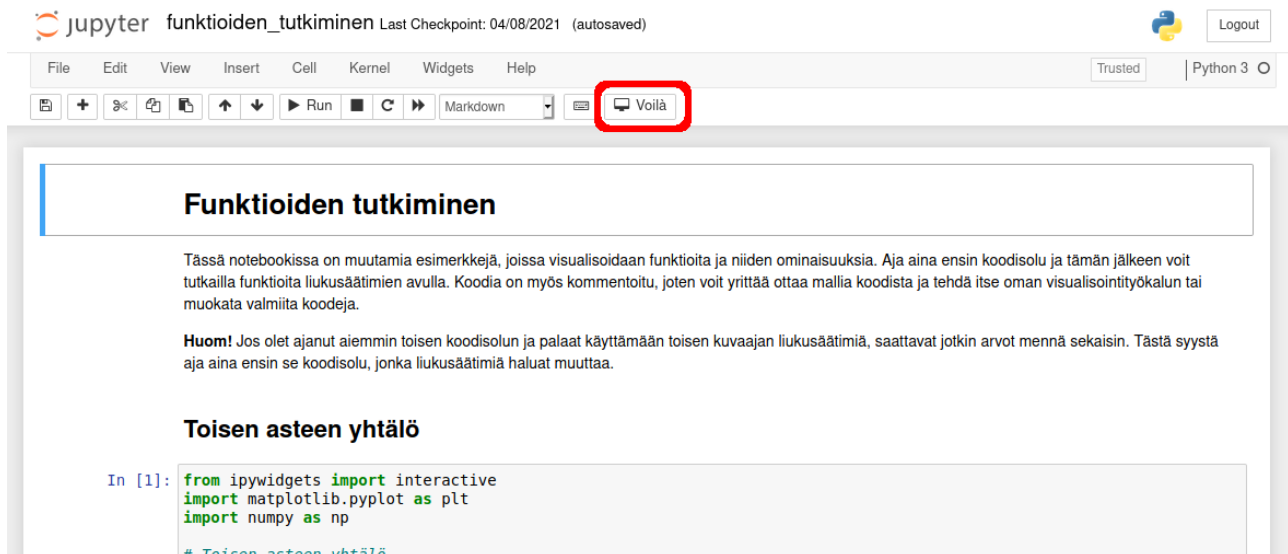 jupyter funktioiden_tutkiminen Last Checkpoint: 04/08/2021 (autosaved) Logout
File Edit View Insert Cell Kernel Widgets Help Trusted Python 3
Run Markdown Voilà
Funktioiden tutkiminen
Tässä notebookissa on muutamia esimerkkejä, joissa visualisoidaan funktioita ja niiden ominaisuuksia. Aja aina ensin koodisolu ja tämän jälkeen voit
tutkailla funktioita liukusäätimien avulla. Koodia on myös kommentoitu, joten voit yrittää ottaa mallia koodista ja tehdä itse oman visualisointityökalun tai
muokata valmiita koodeja.
Huom! Jos olet ajanut aiemmin toisen koodisolun ja palaat käyttämään toisen kuvaajan liukusäätimiä, saattavat jotkin arvot mennä sekaisin. Tästä syystä
aja aina ensin se koodisolu, jonka liukusäätimiä haluat muuttaa.
Toisen asteen yhtälö
In [1]: from ipywidgets import interactive
import matplotlib.pyplot as plt
import numpy as np
# Toisen asteen yhtälö